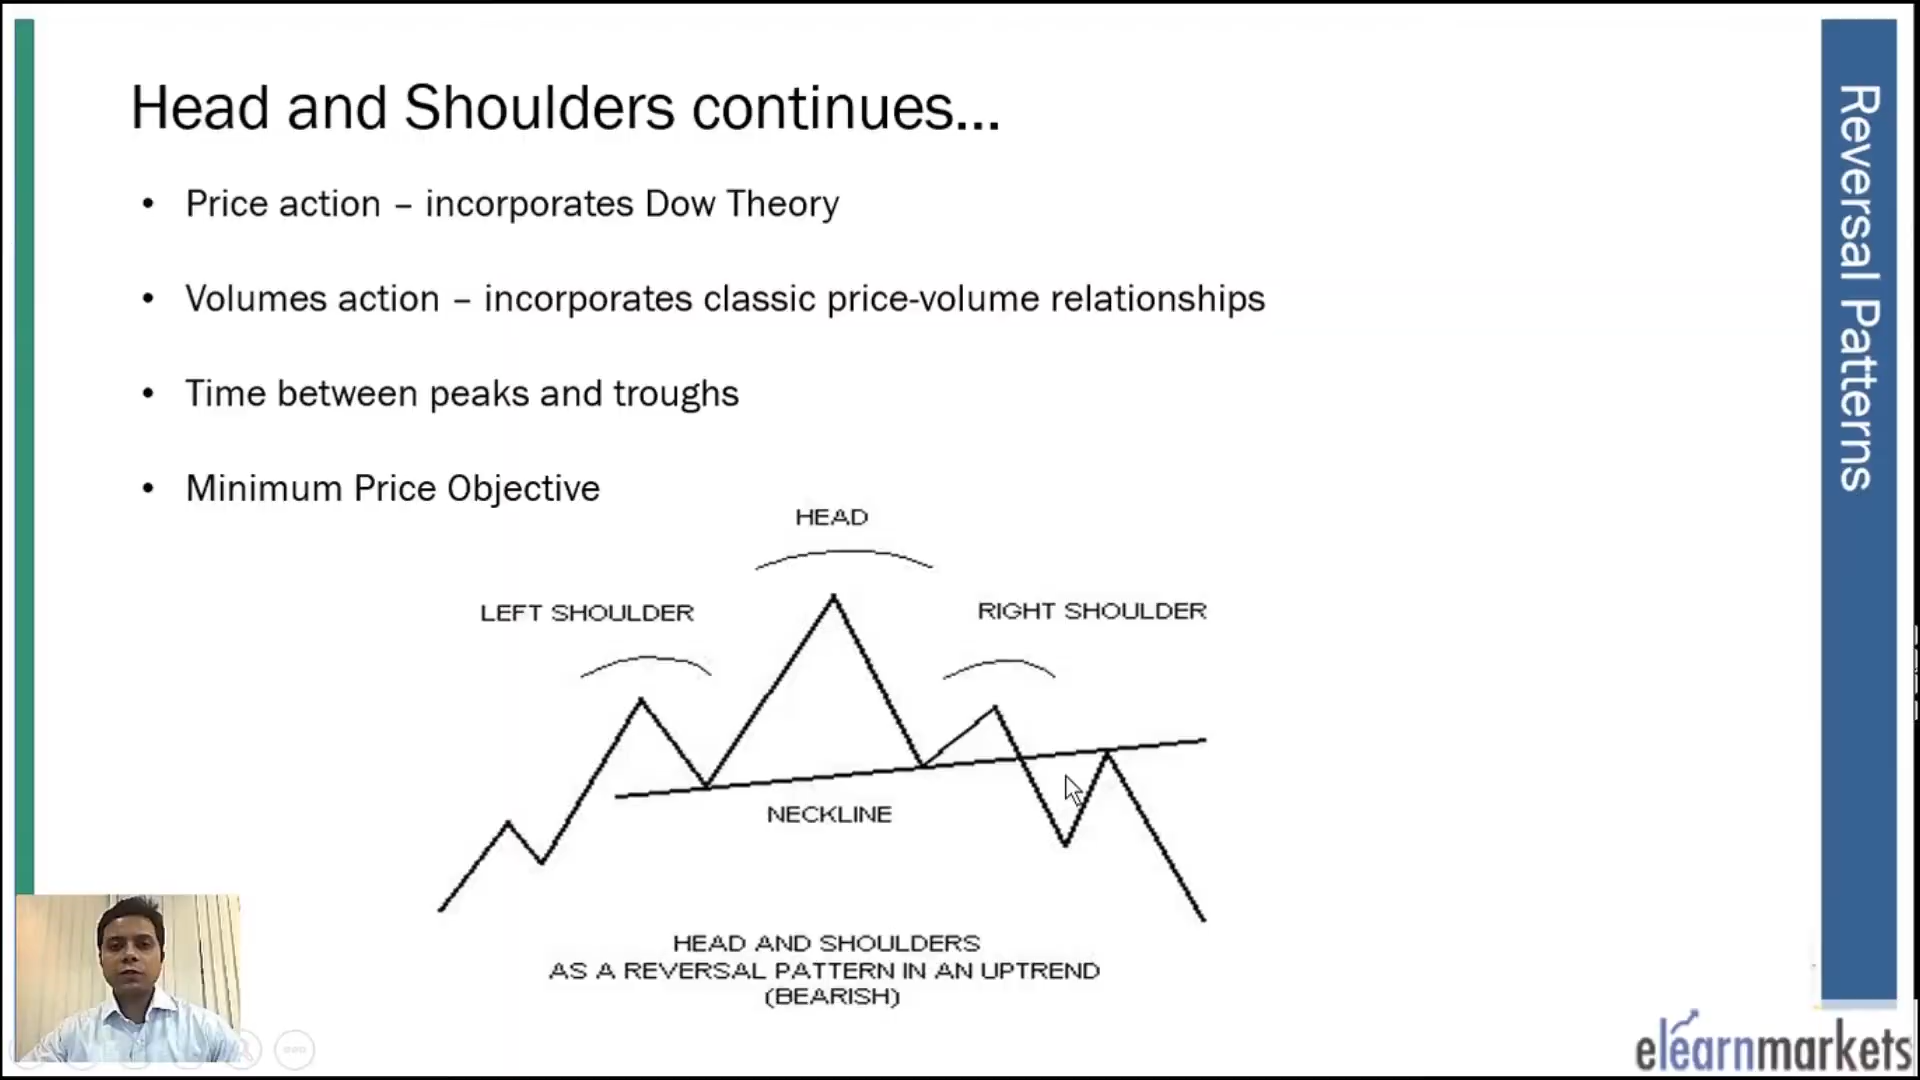 Head and Shoulders continues...
• Price action – incorporates Dow Theory
• Volumes action – incorporates classic price-volume relationships
• Time between peaks and troughs
• Minimum Price Objective
HEAD
LEFT SHOULDER
RIGHT SHOULDER
NECKLINE
HEAD AND SHOULDERS
AS A REVERSAL PATTERN IN AN UPTREND
(BEARISH)
Reversal Patterns
elearnmarkets